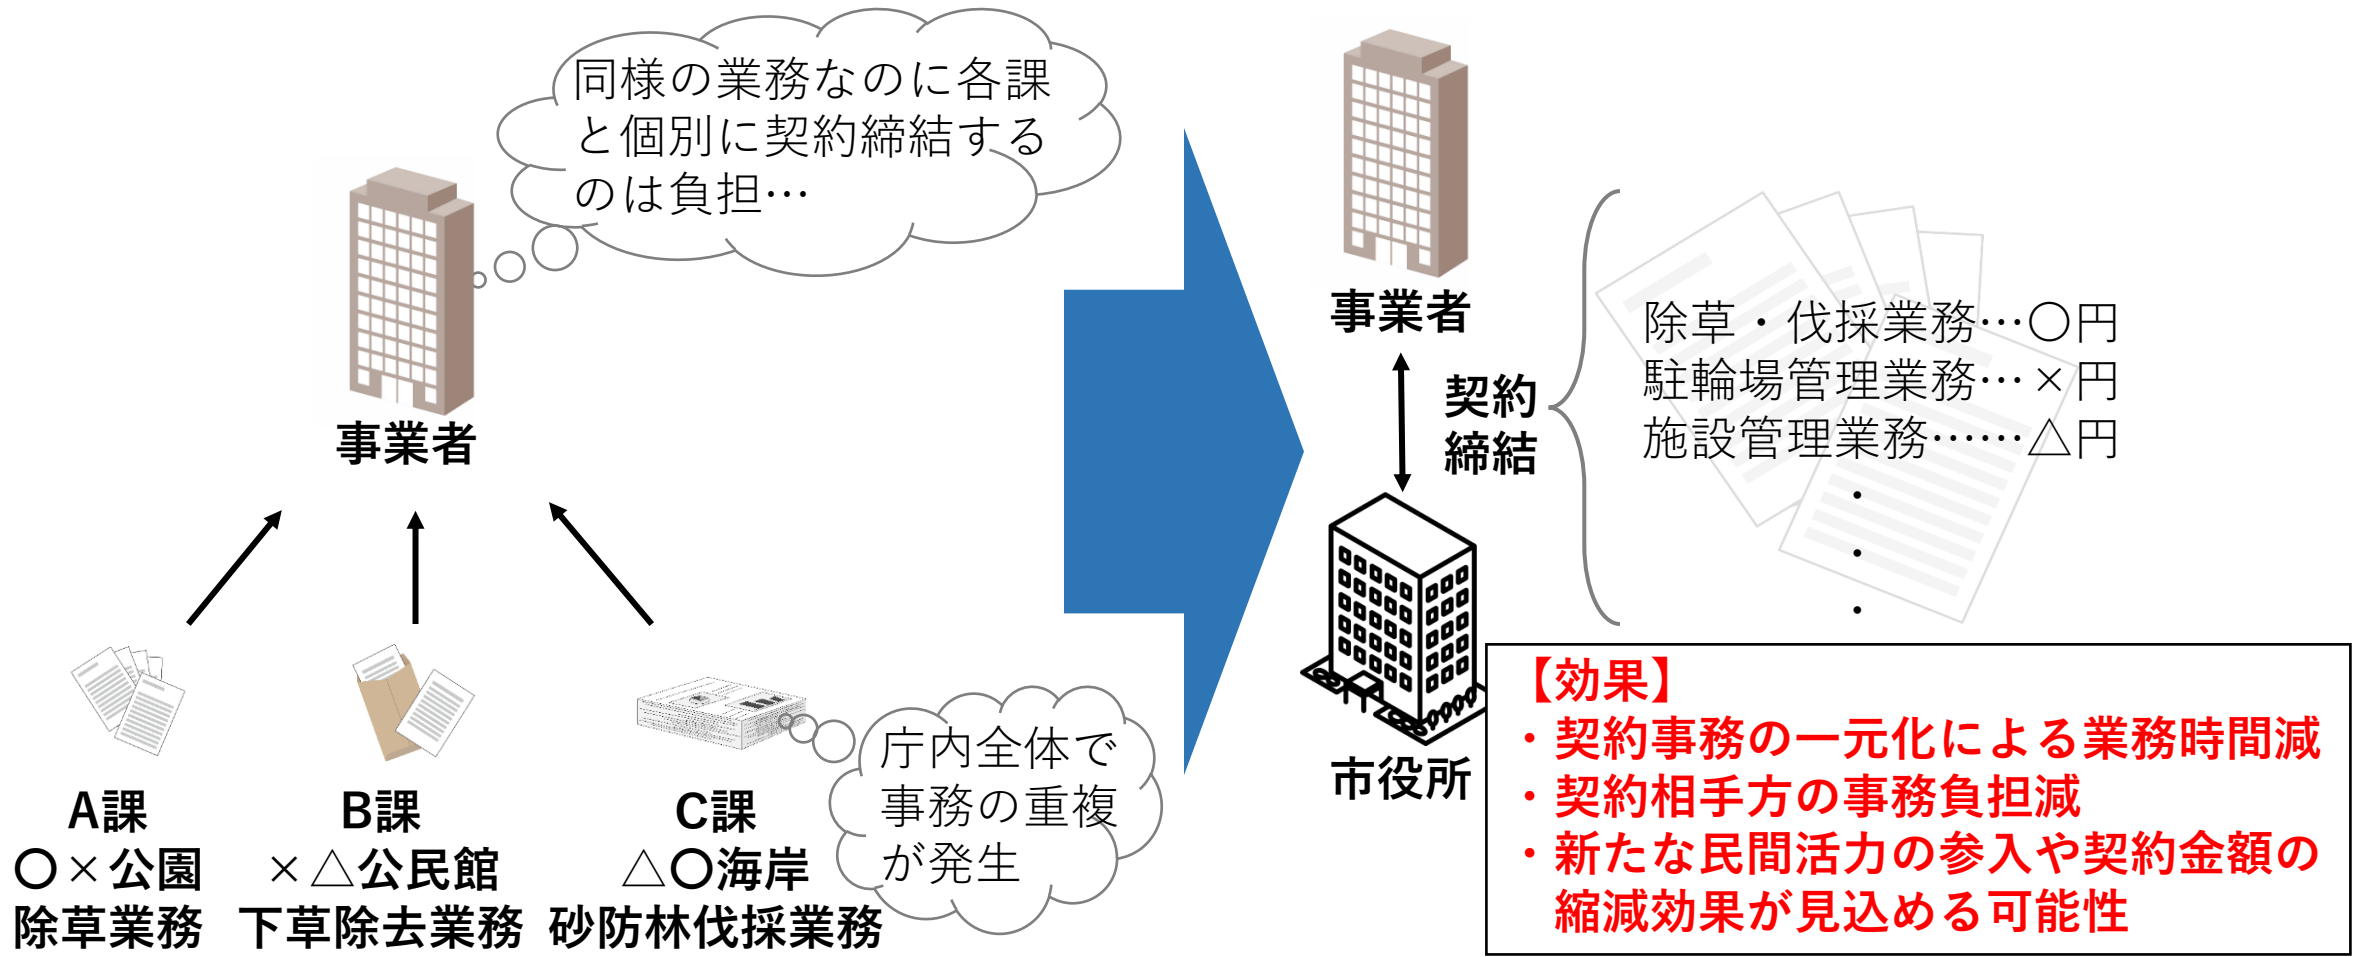 同様の業務なのに各課
と個別に契約締結する
のは負担…
事業者
A課
〇×公園
除草業務
B課
×△公民館
下草除去業務
C課
△〇海岸
砂防林伐採業務
庁内全体で
事務の重複
が発生
事業者
契約
締結
市役所
除草・伐採業務…〇円
駐輪場管理業務…×円
施設管理業務……△円
・
・
・
【効果】
・契約事務の一元化による業務時間減
・契約相手方の事務負担減
・新たな民間活力の参入や契約金額の
縮減効果が見込める可能性